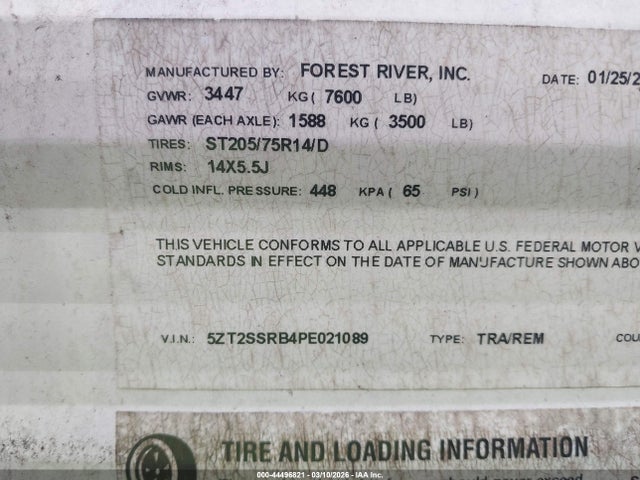 MANUFACTURED BY: FOREST RIVER, INC. DATE: 01/25/2
GVWR: 3447 KG ( 7600 LB)
GAWR (EACH AXLE): 1588 KG ( 3500 LB)
TIRES: ST205/75R14/D
RIMS: 14X5.5J
COLD INFL. PRESSURE: 448 KPA ( 65 PSI)
THIS VEHICLE CONFORMS TO ALL APPLICABLE U.S. FEDERAL MOTOR V
STANDARDS IN EFFECT ON THE DATE OF MANUFACTURE SHOWN ABO
V.I.N.: 5ZT2SSRB4PE021089 TYPE: TRA/REM COU
TIRE AND LOADING INFORMATION
000-44496821 - 03/10/2026 - IAA Inc.